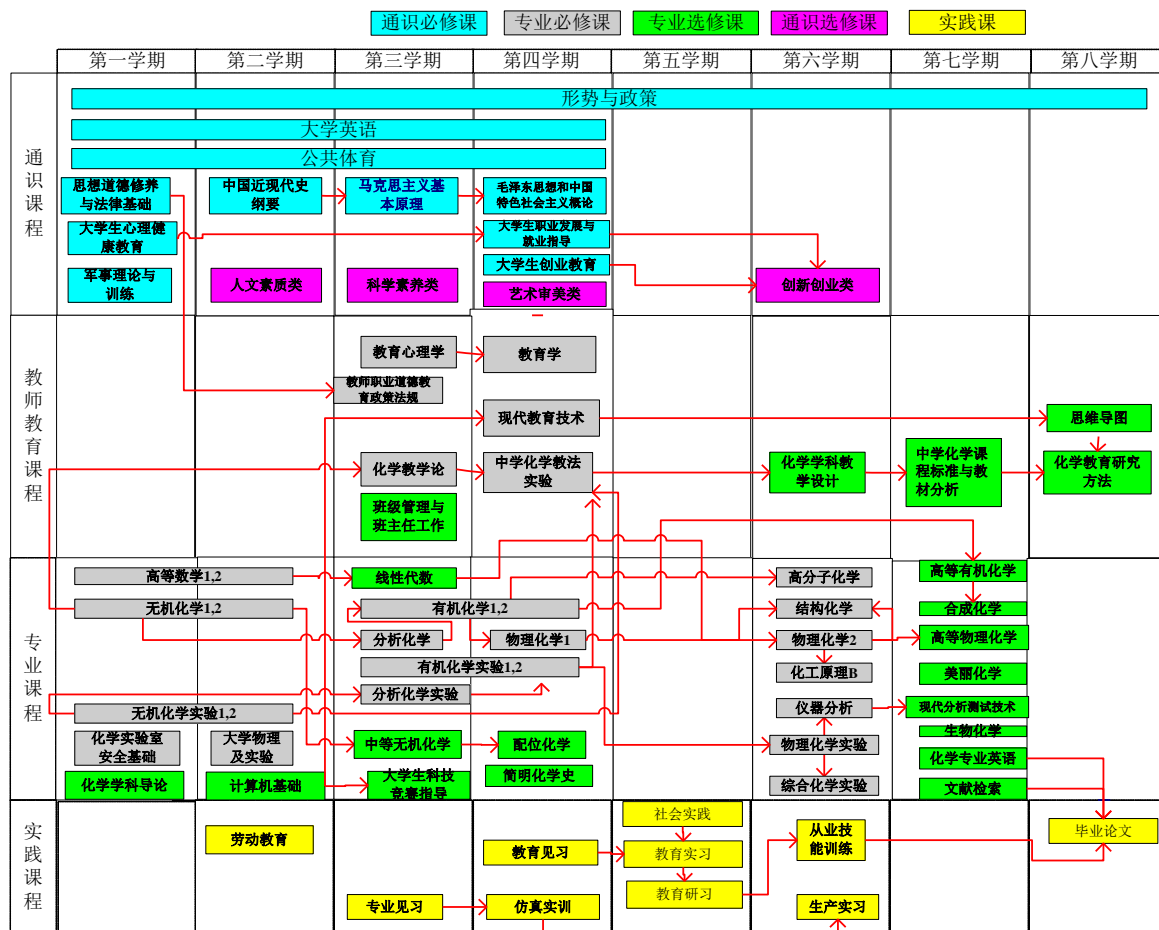 通识必修课 专业必修课 专业选修课 通识选修课 实践课
第一学期 第二学期 第三学期 第四学期 第五学期 第六学期 第七学期 第八学期
通识课程
形势与政策
大学英语
公共体育
思想道德修养
与法律基础
中国近现代史
纲要
马克思主义基
本原理
毛泽东思想和中国
特色社会主义概论
大学生心理健
康教育
大学生职业发展与
就业指导
军事理论与
训练
人文素质类
科学素养类
大学生创业教育
艺术审美类
创新创业类
教师教育课程
教育心理学
教育学
教师职业道德教
育政策法规
现代教育技术
思维导图
化学教学论
中学化学教法
实验
化学学科教
学设计
中学化学课
程标准与教
材分析
化学教育研究
方法
班级管理与
班主任工作
专业课程
高等数学1,2
线性代数
高分子化学
高等有机化学
无机化学1,2
有机化学1,2
结构化学
合成化学
分析化学
物理化学1
物理化学2
高等物理化学
有机化学实验1,2
化工原理B
美丽化学
分析化学实验
无机化学实验1,2
仪器分析
现代分析测试技术
化学实验室
安全基础
大学物理
及实验
中等无机化学
配位化学
物理化学实验
生物化学
化学专业英语
化学学科导论
计算机基础
大学生科技
竞赛指导
简明化学史
综合化学实验
文献检索
实践课程
社会实践
劳动教育
教育见习
教育实习
从业技
能训练
毕业论文
教育研习
专业见习
仿真实训
生产实习